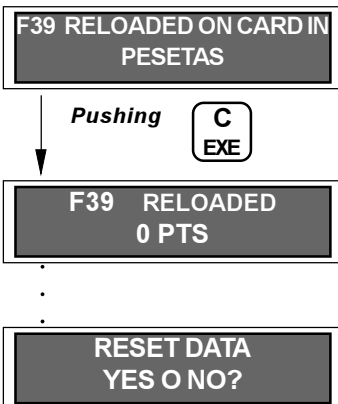 F39 RELOADED ON CARD IN
PESETAS
Pushing
C
EXE
F39 RELOADED
0 PTS
.
.
.
RESET DATA
YES O NO?